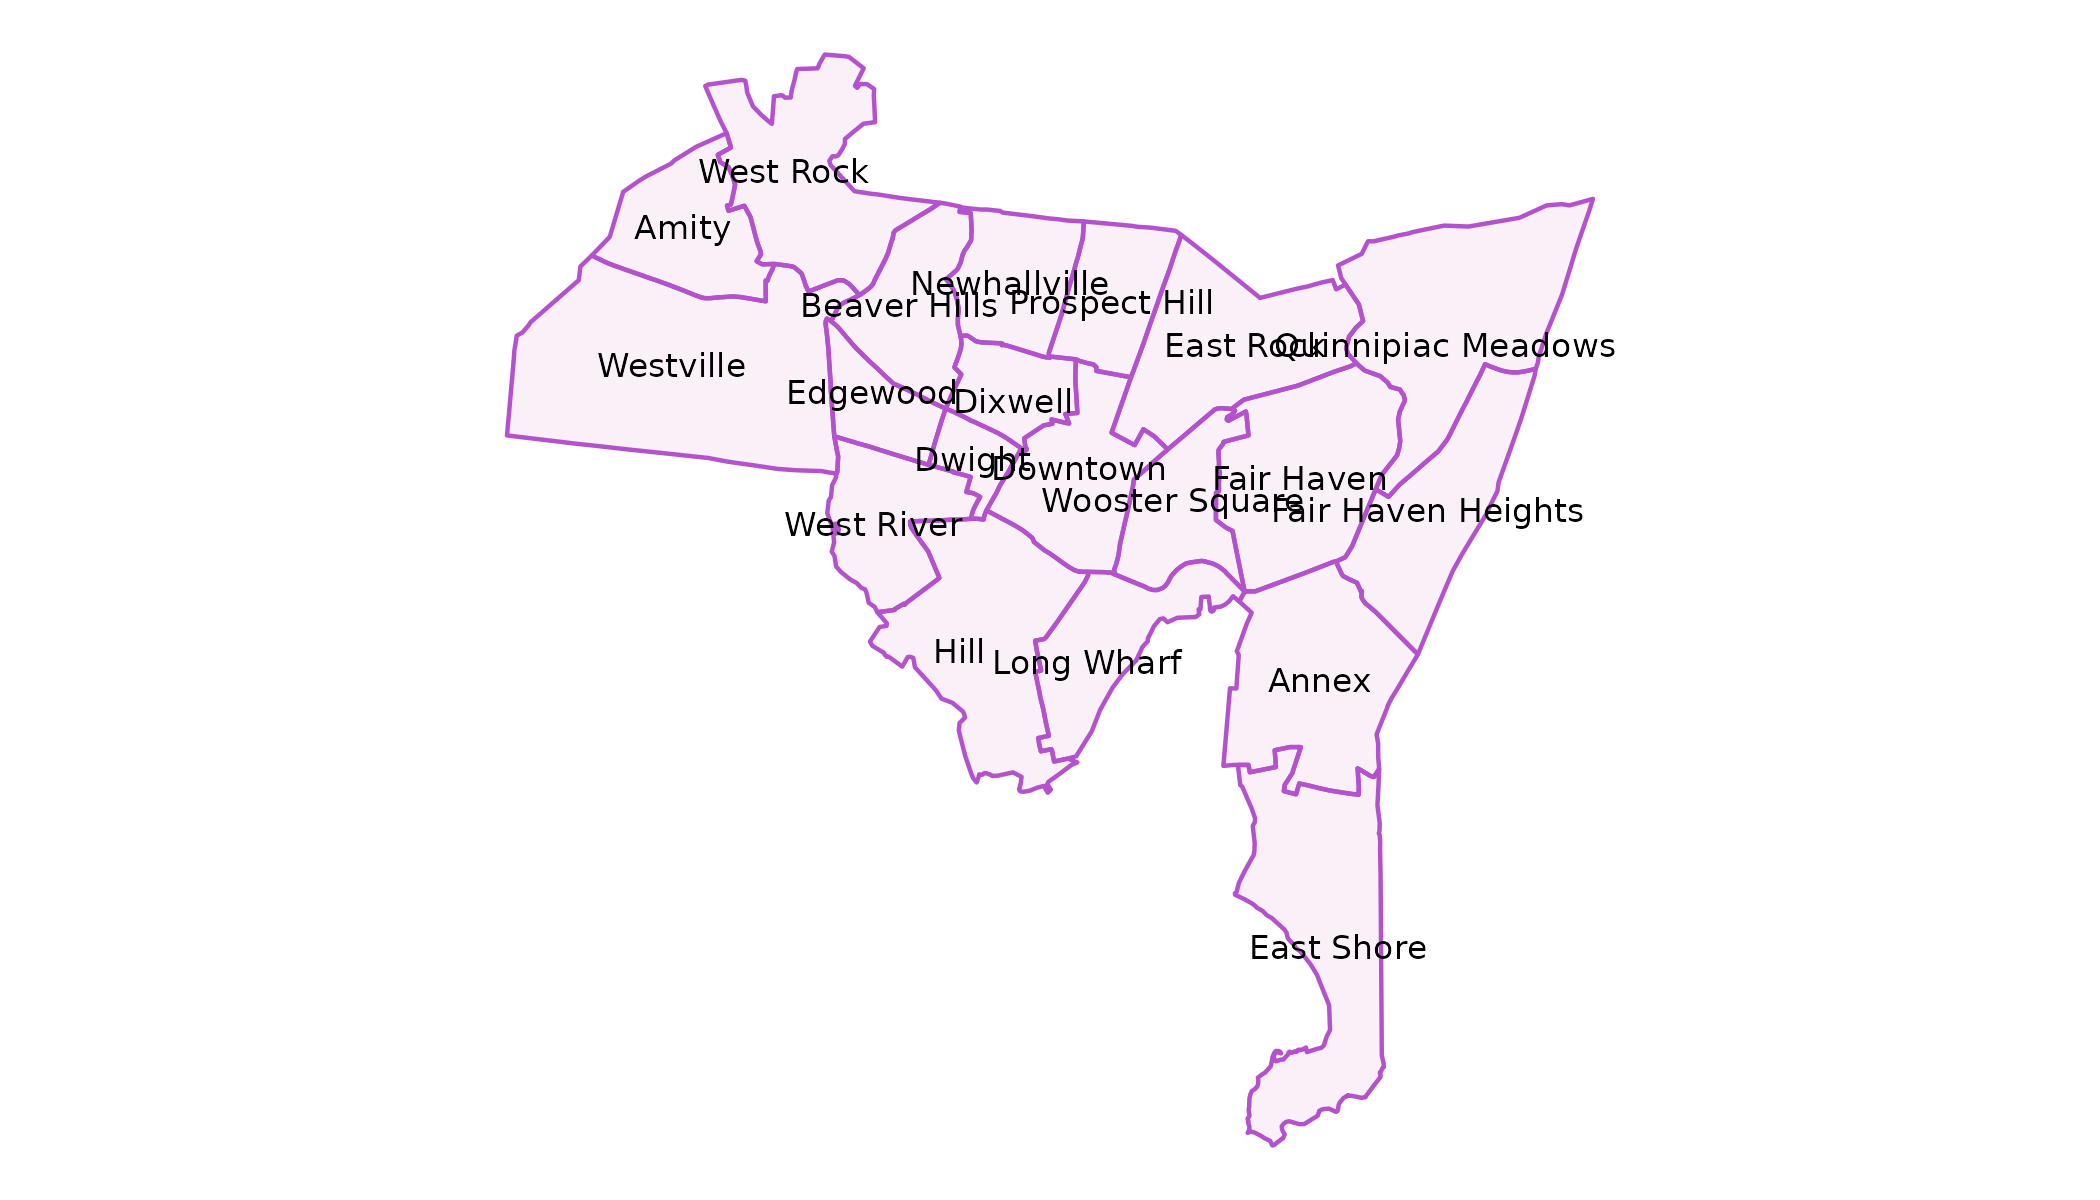 West Rock
Amity
Newhallville
Beaver Hills
Prospect Hill
East Rock
Quinnipiac Meadows
Westville
Edgewood
Dixwell
Dwight
Downtown
Fair Haven
Wooster Square
Fair Haven Heights
West River
Hill
Long Wharf
Annex
East Shore